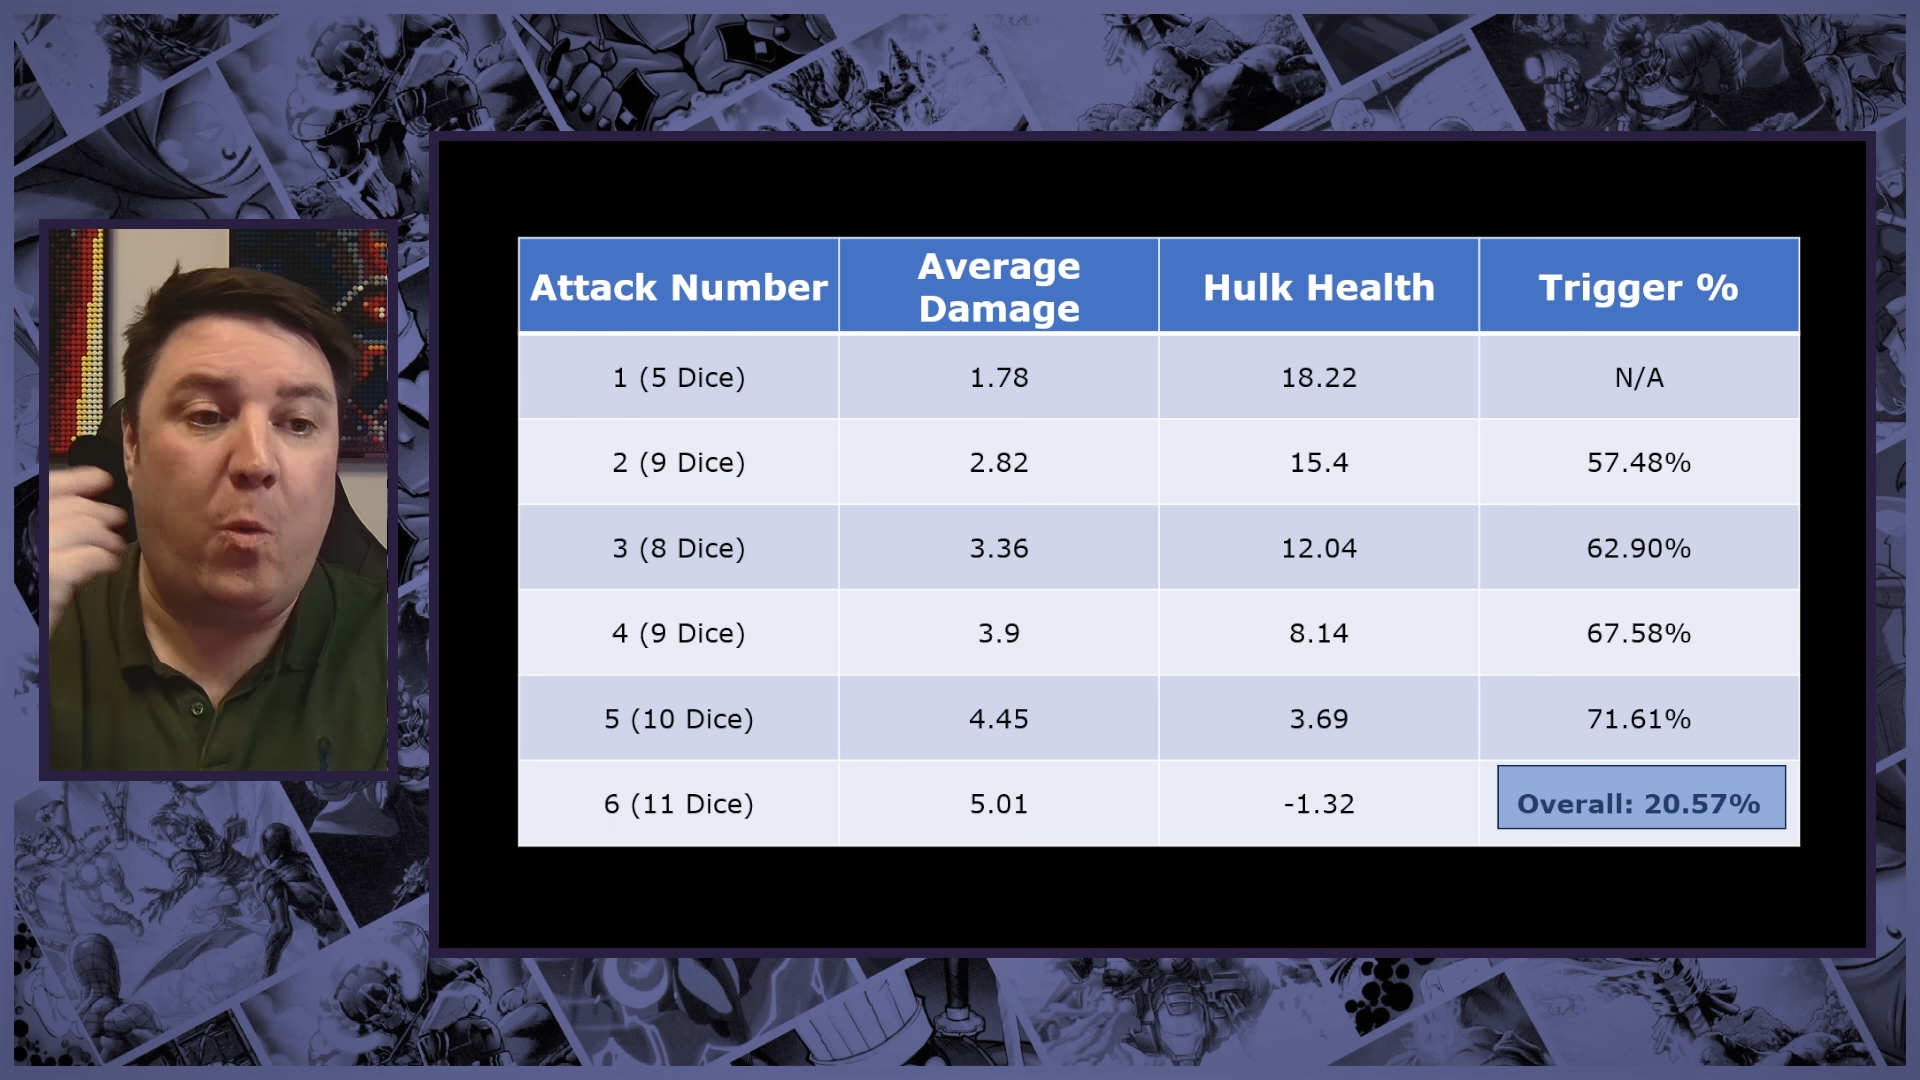 Attack Number Average Damage Hulk Health Trigger %
1 (5 Dice) 1.78 18.22 N/A
2 (9 Dice) 2.82 15.4 57.48%
3 (8 Dice) 3.36 12.04 62.90%
4 (9 Dice) 3.9 8.14 67.58%
5 (10 Dice) 4.45 3.69 71.61%
6 (11 Dice) 5.01 -1.32 Overall: 20.57%